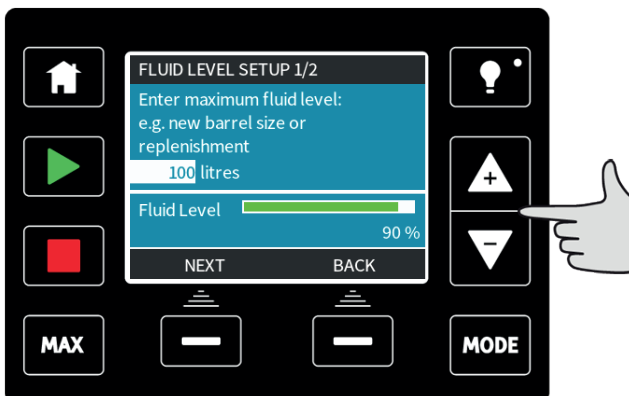 FLUID LEVEL SETUP 1/2
Enter maximum fluid level:
e.g. new barrel size or
replenishment
100 litres
Fluid Level
90 %
NEXT BACK
+
−
MAX
MODE